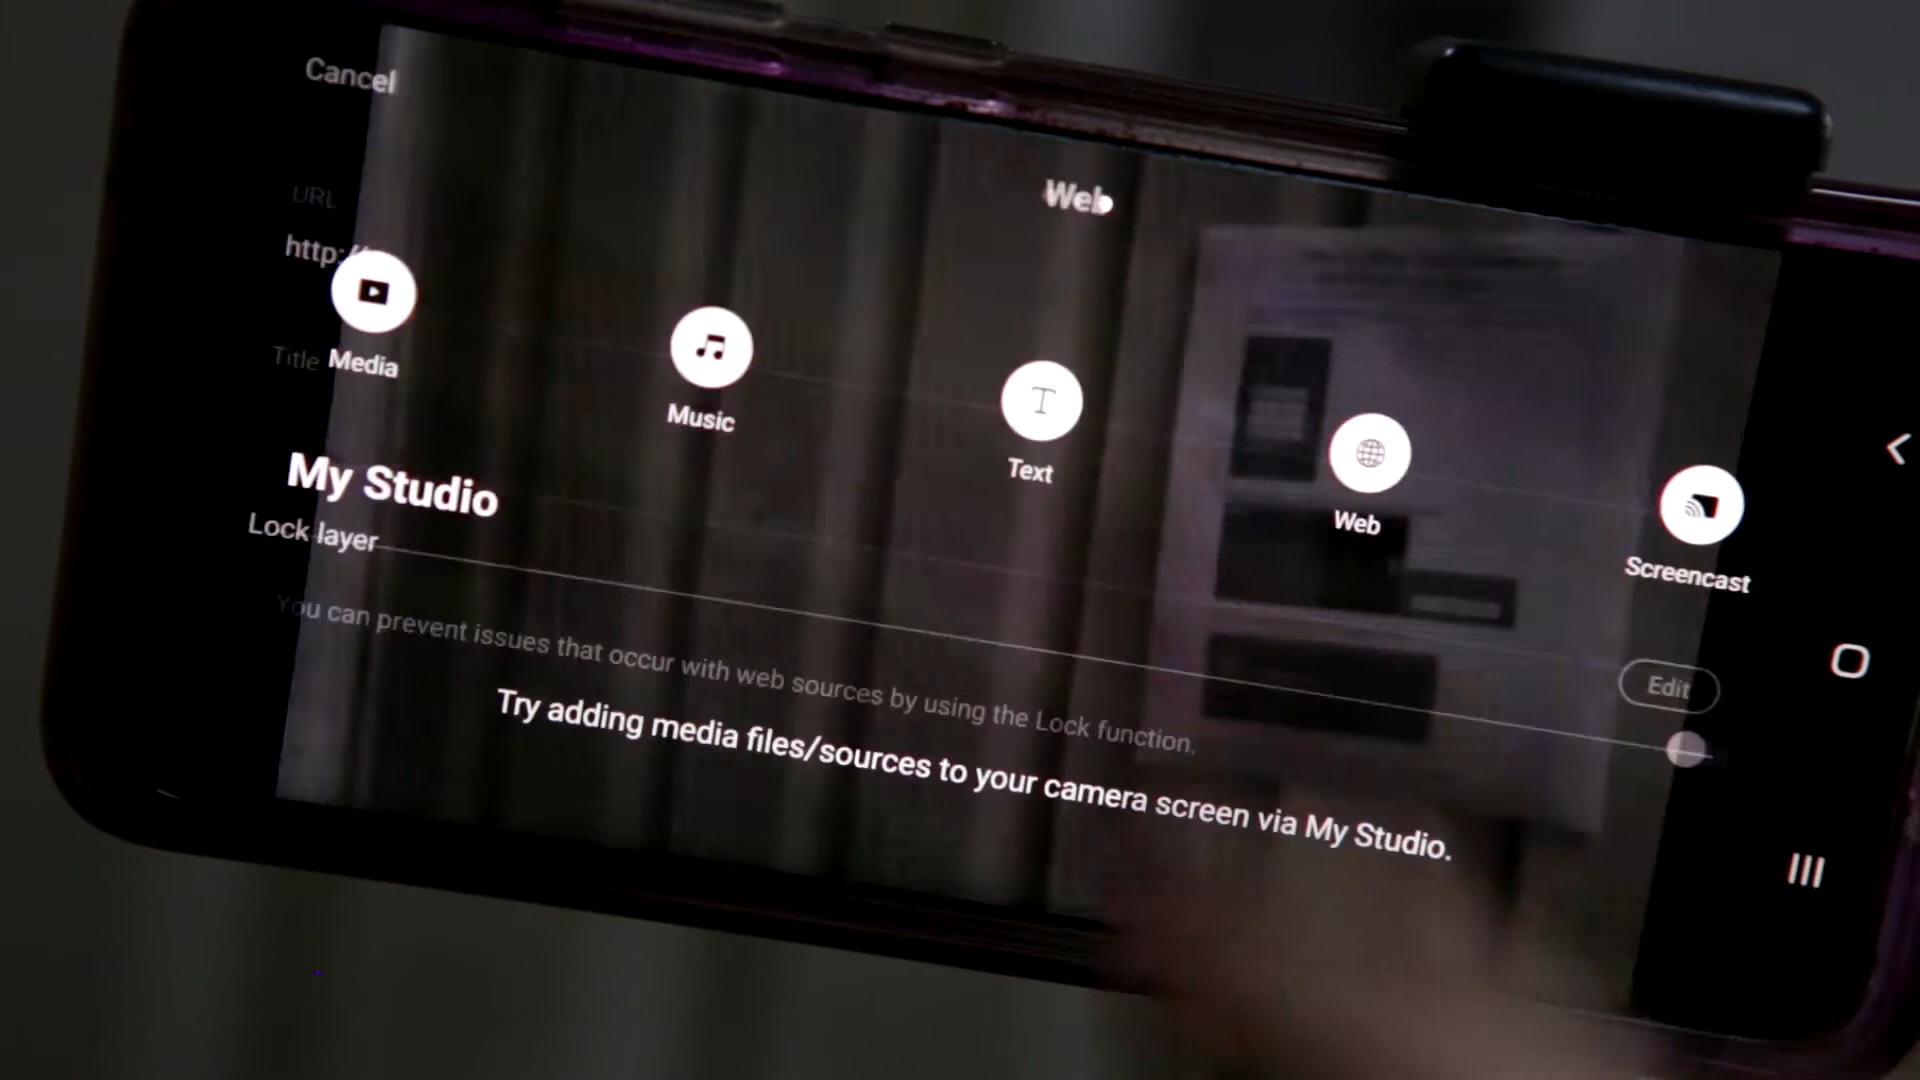 Cancel
Web
URL
http:/
Media
Music
Text
Web
Screencast
Title
My Studio
Edit
Lock layer
You can prevent issues that occur with web sources by using the Lock function.
Try adding media files/sources to your camera screen via My Studio.